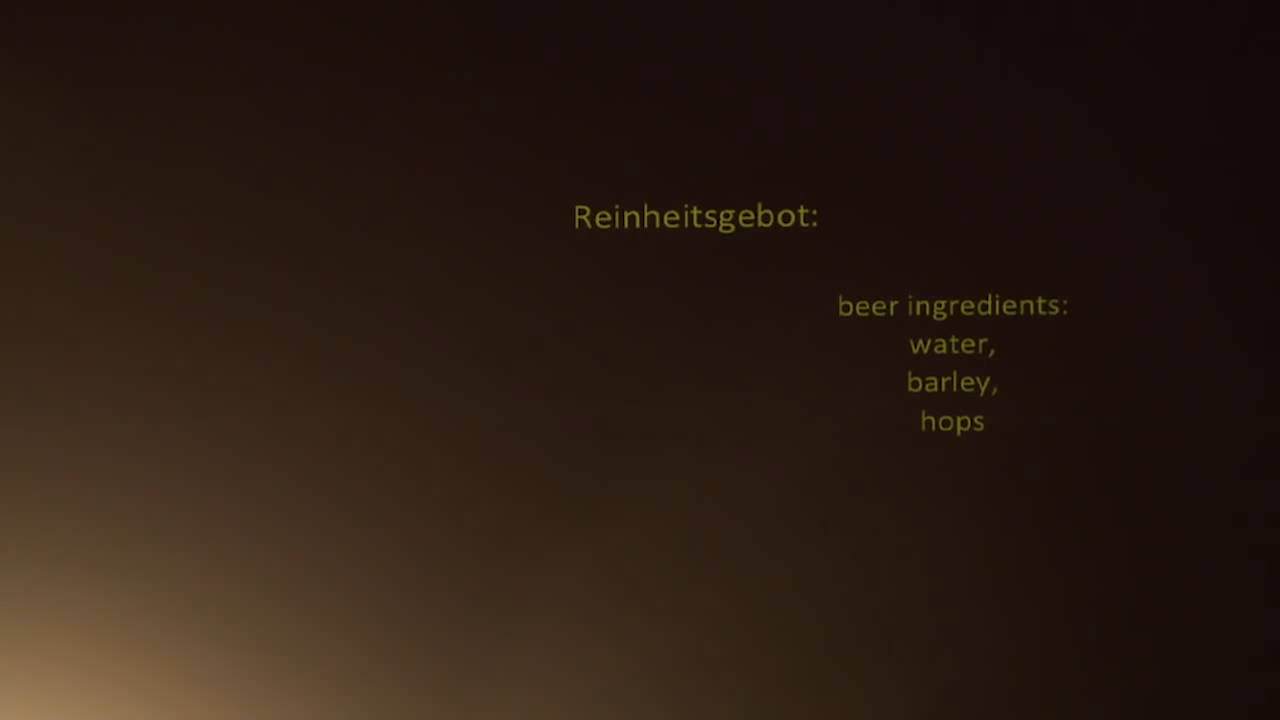 Reinheitsgebot:
beer ingredients:
water,
barley,
hops